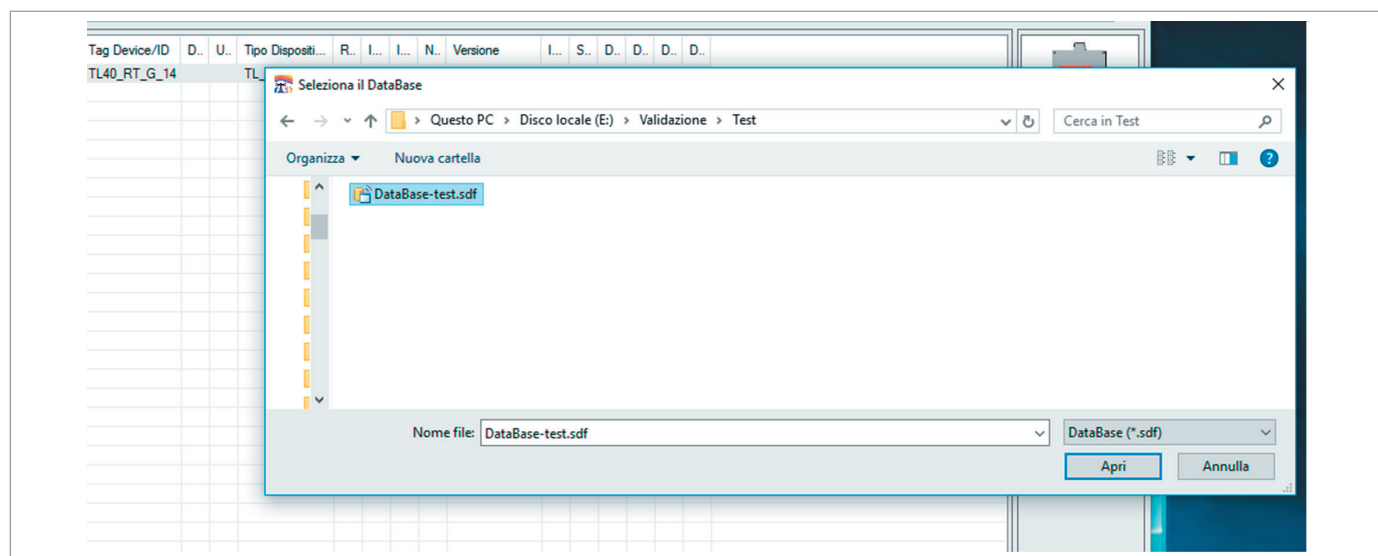 Tag Device/ID D.. U.. Tipo Dispositi... R.. I... I... N.. Versione I... S.. D.. D.. D.. D..
TL40_RT_G_14 TL_
Seleziona il DataBase
Questo PC > Disco locale (E:) > Validazione > Test
Cerca in Test
Organizza Nuova cartella
DataBase-test.sdf
Nome file: DataBase-test.sdf DataBase (*.sdf)
Apri Annulla